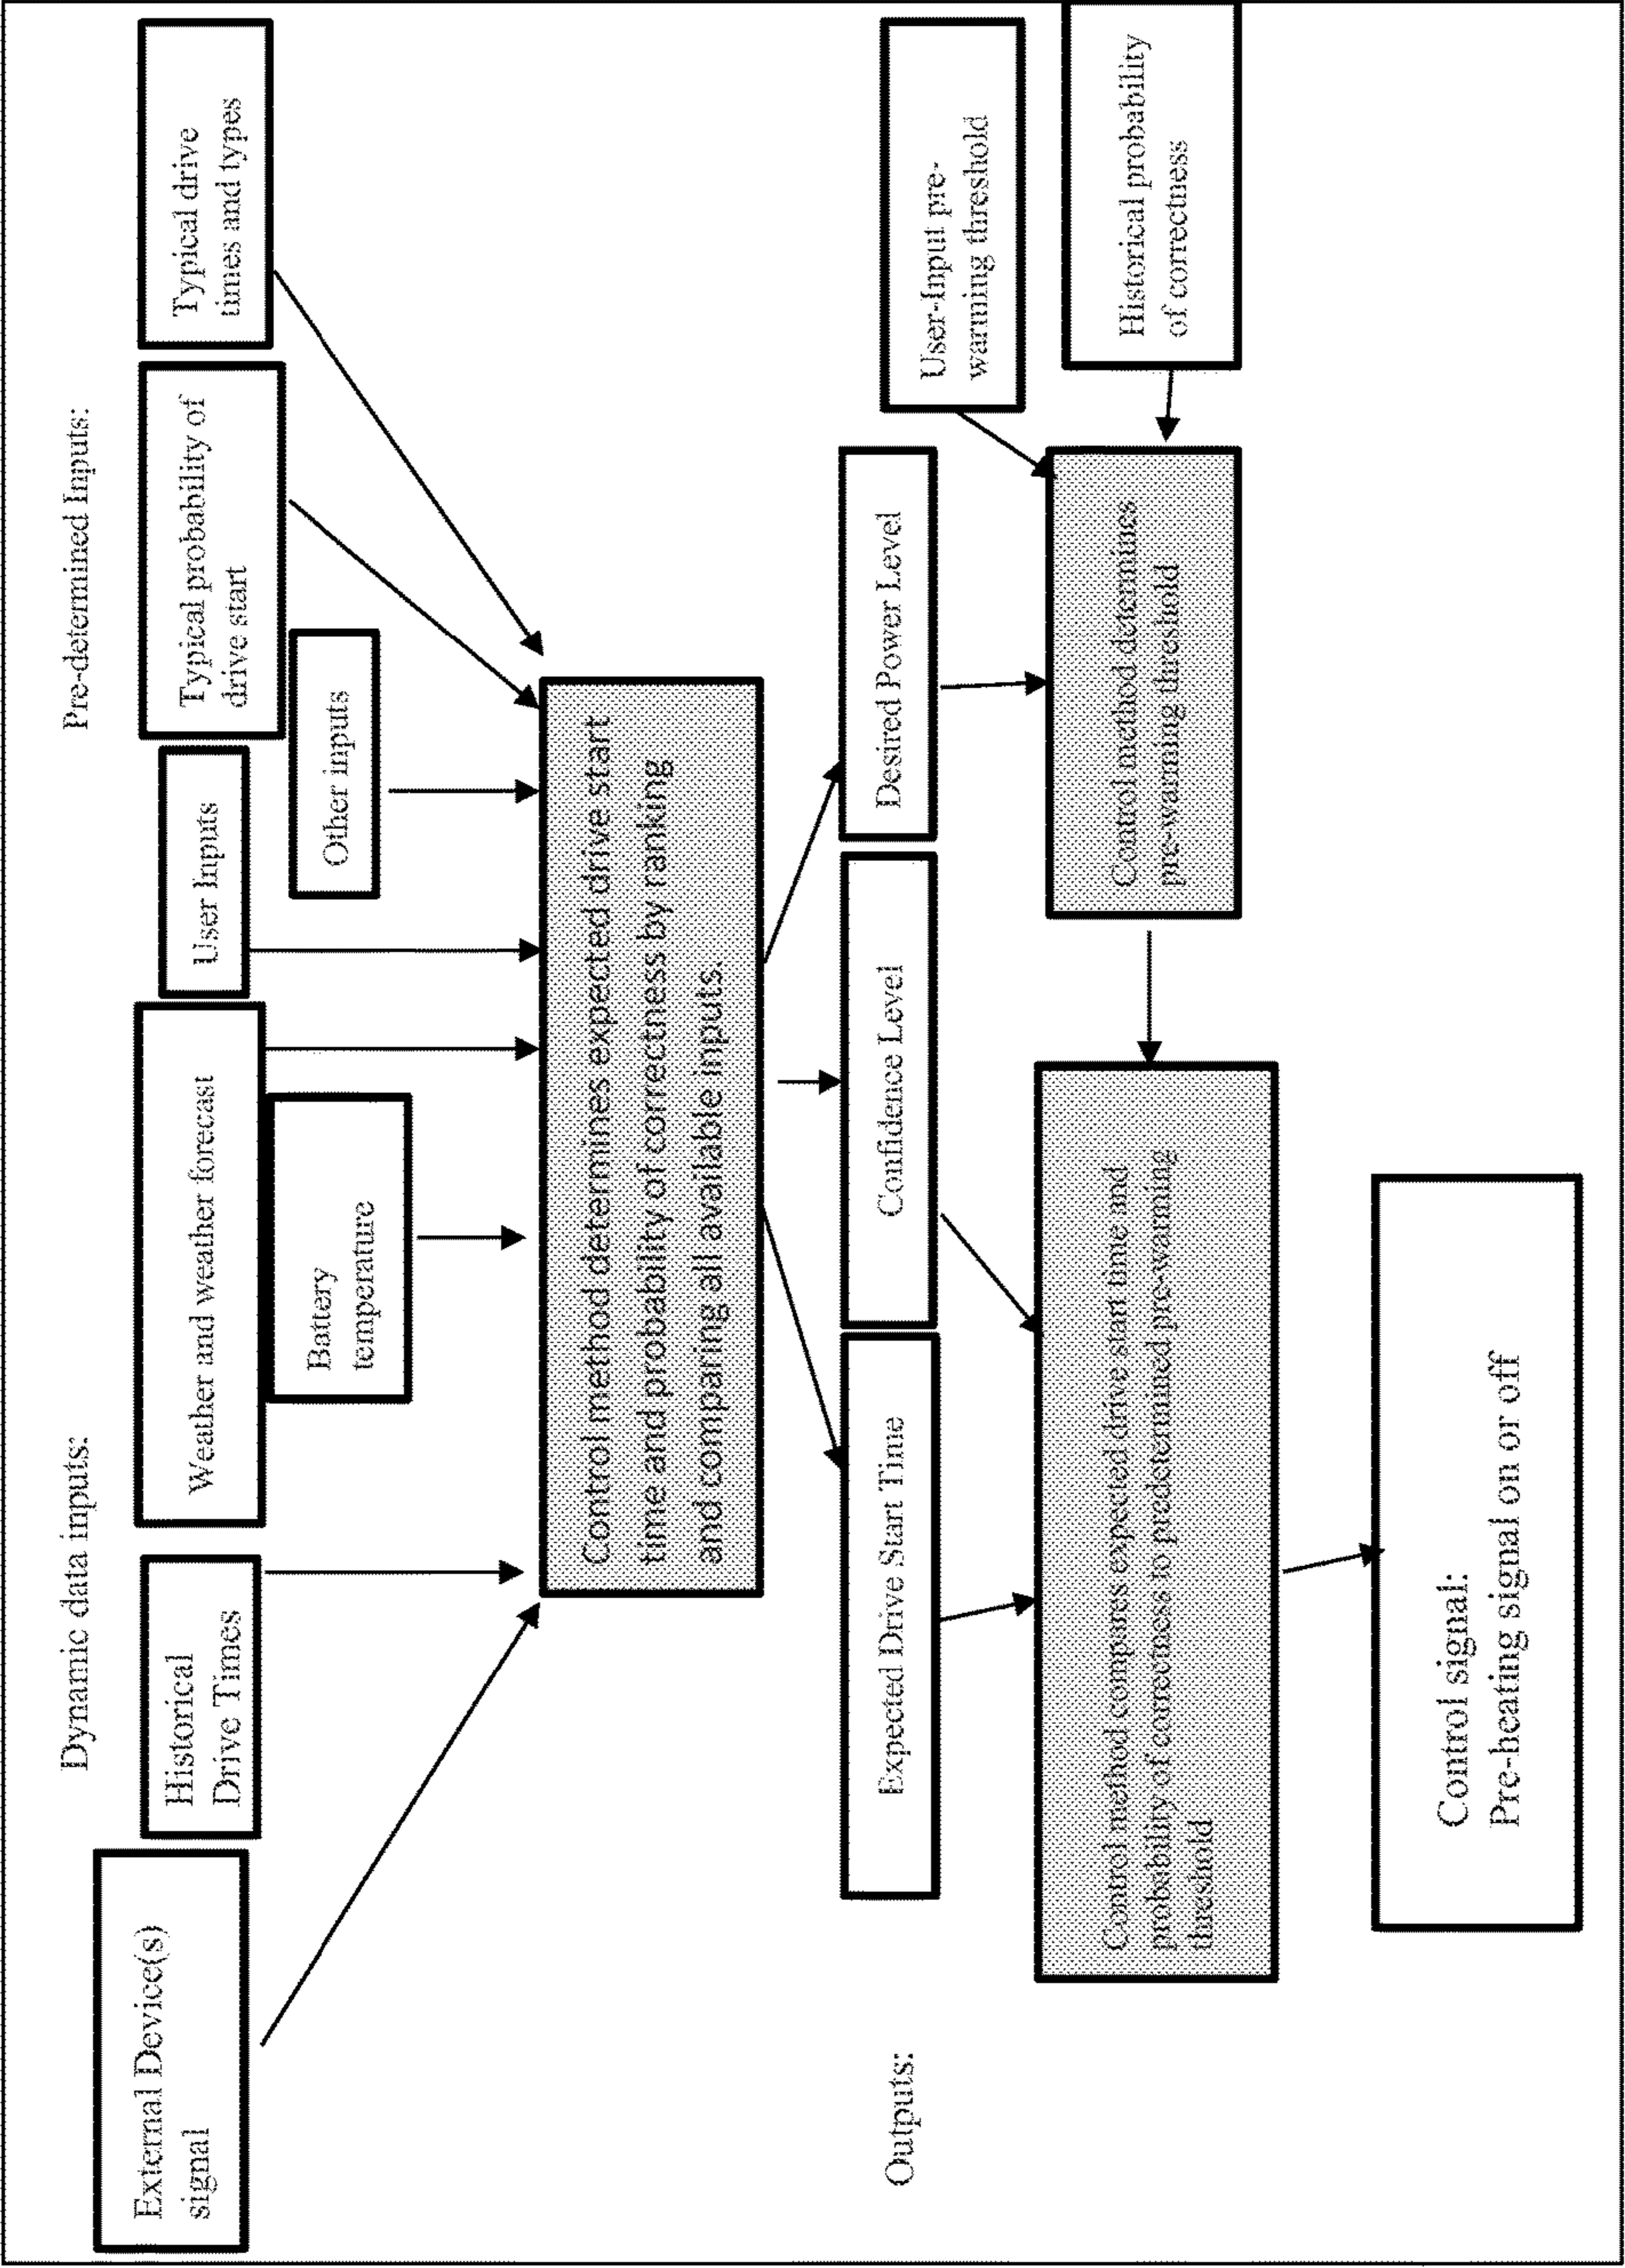 Dynamic data inputs:
Pre-determined Inputs:
External Device(s)
signal
Historical
Drive Times
Weather and weather forecast
Battery
temperature
User Inputs
Other inputs
Typical probability of
drive start
Typical drive
times and types
Control method determines expected drive start
time and probability of correctness by ranking
and comparing all available inputs.
Outputs:
Expected Drive Start Time
Confidence Level
Desired Power Level
User-Input pre-
warming threshold
Historical probability
of correctness
Control method determines
pre-warming threshold
Control method compares expected drive start time and
probability of correctness to predetermined pre-warming
threshold
Control signal:
Pre-heating signal on or off